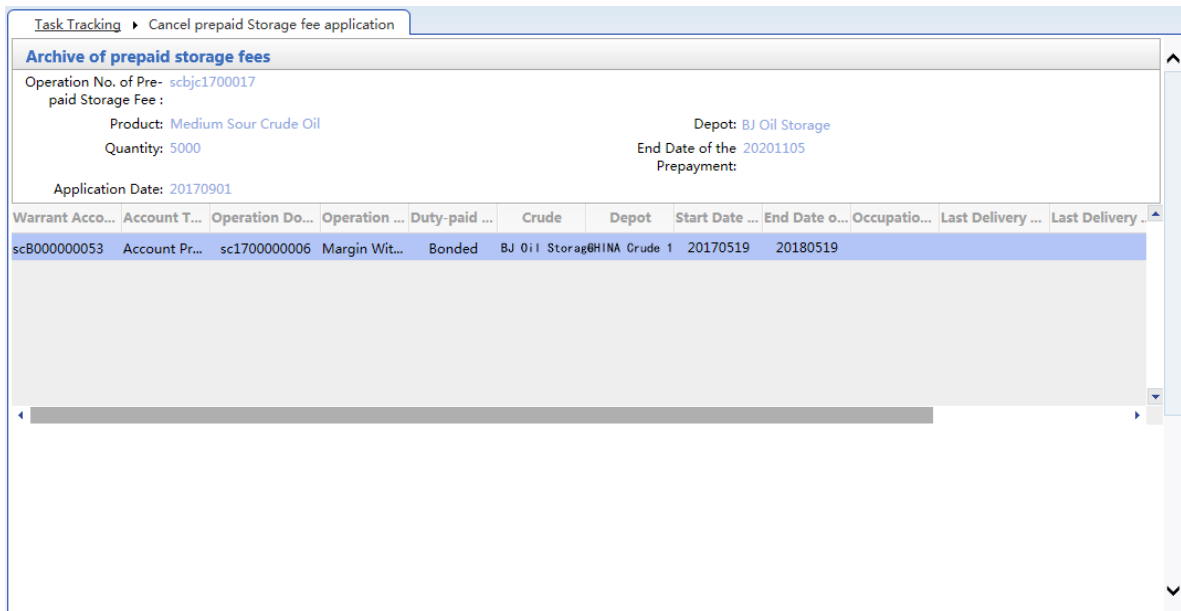 Task Tracking ▸ Cancel prepaid Storage fee application
Archive of prepaid storage fees
Operation No. of Pre- scbjc1700017
paid Storage Fee :
Product: Medium Sour Crude Oil Depot: BJ Oil Storage
Quantity: 5000 End Date of the 20201105
Prepayment:
Application Date: 20170901
Warrant Acco... Account T... Operation Do... Operation ... Duty-paid ... Crude Depot Start Date ... End Date o... Occupatio... Last Delivery ... Last Delivery ..
scB000000053 Account Pr... sc1700000006 Margin Wit... Bonded BJ Oil Storag HINA Crude 1 20170519 20180519